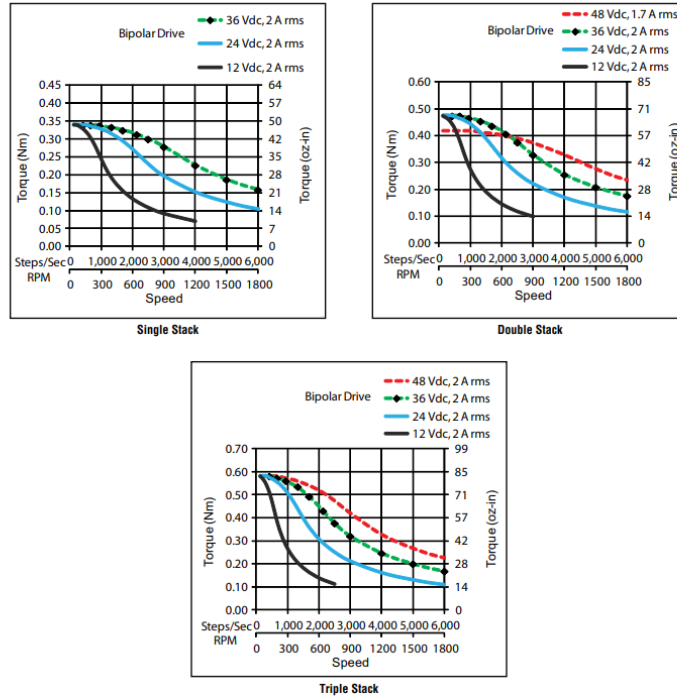 Bipolar Drive
36 Vdc, 2 A rms
24 Vdc, 2 A rms
12 Vdc, 2 A rms
Torque (Nm)
0.45
0.40
0.35
0.30
0.25
0.20
0.15
0.10
0.05
0.00
Torque (oz-in)
64
57
49
42
35
28
21
14
7
0
Steps/Sec 0 1,000 2,000 3,000 4,000 5,000 6,000
RPM 0 300 600 900 1200 1500 1800
Speed
Single Stack
Bipolar Drive
48 Vdc, 1.7 A rms
36 Vdc, 2 A rms
24 Vdc, 2 A rms
12 Vdc, 2 A rms
Torque (Nm)
0.60
0.50
0.40
0.30
0.20
0.10
0.00
Torque (oz-in)
85
71
57
42
28
14
0
Steps/Sec 0 1,000 2,000 3,000 4,000 5,000 6,000
RPM 0 300 600 900 1200 1500 1800
Speed
Double Stack
Bipolar Drive
48 Vdc, 2 A rms
36 Vdc, 2 A rms
24 Vdc, 2 A rms
12 Vdc, 2 A rms
Torque (Nm)
0.70
0.60
0.50
0.40
0.30
0.20
0.10
0.00
Torque (oz-in)
99
85
71
57
42
28
14
0
Steps/Sec 0 1,000 2,000 3,000 4,000 5,000 6,000
RPM 0 300 600 900 1200 1500 1800
Speed
Triple Stack